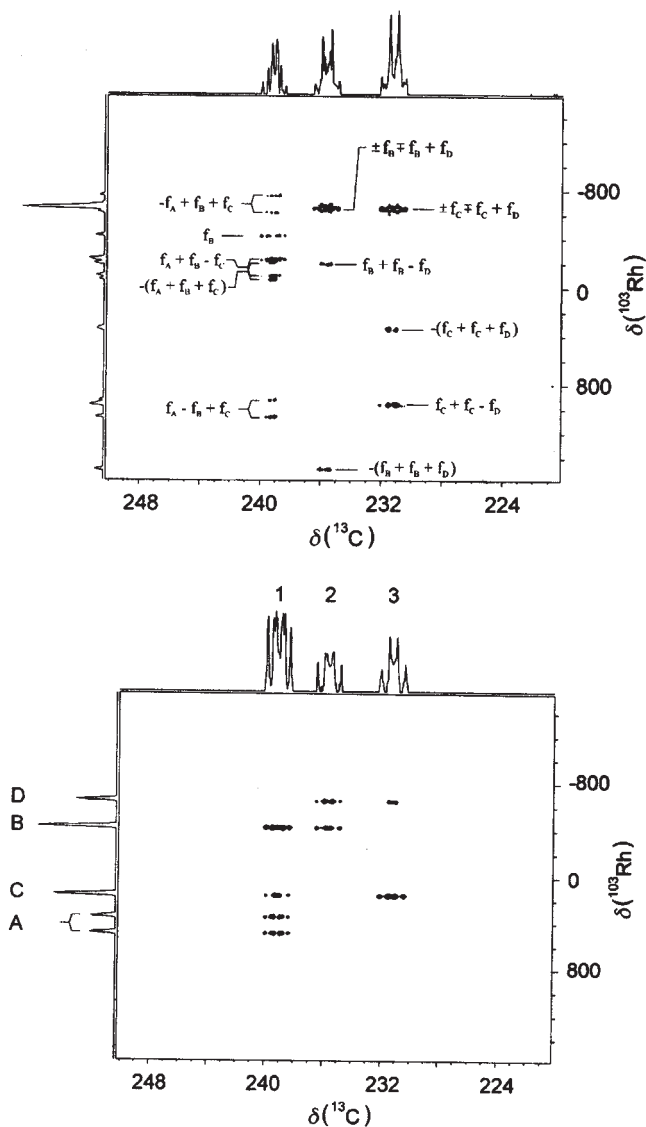 ±f_B ∓ f_B + f_D
-f_A + f_B + f_C
±f_C ∓ f_C + f_D
f_B
f_A + f_B - f_C
f_B + f_B - f_D
-(f_A + f_B + f_C)
-(f_C + f_C + f_D)
f_A - f_B + f_C
f_C + f_C - f_D
-(f_B + f_B + f_D)
-800
0
800
δ(¹⁰³Rh)
248 240 232 224
δ(¹³C)
1 2 3
D
B
C
A
-800
0
800
δ(¹⁰³Rh)
248 240 232 224
δ(¹³C)